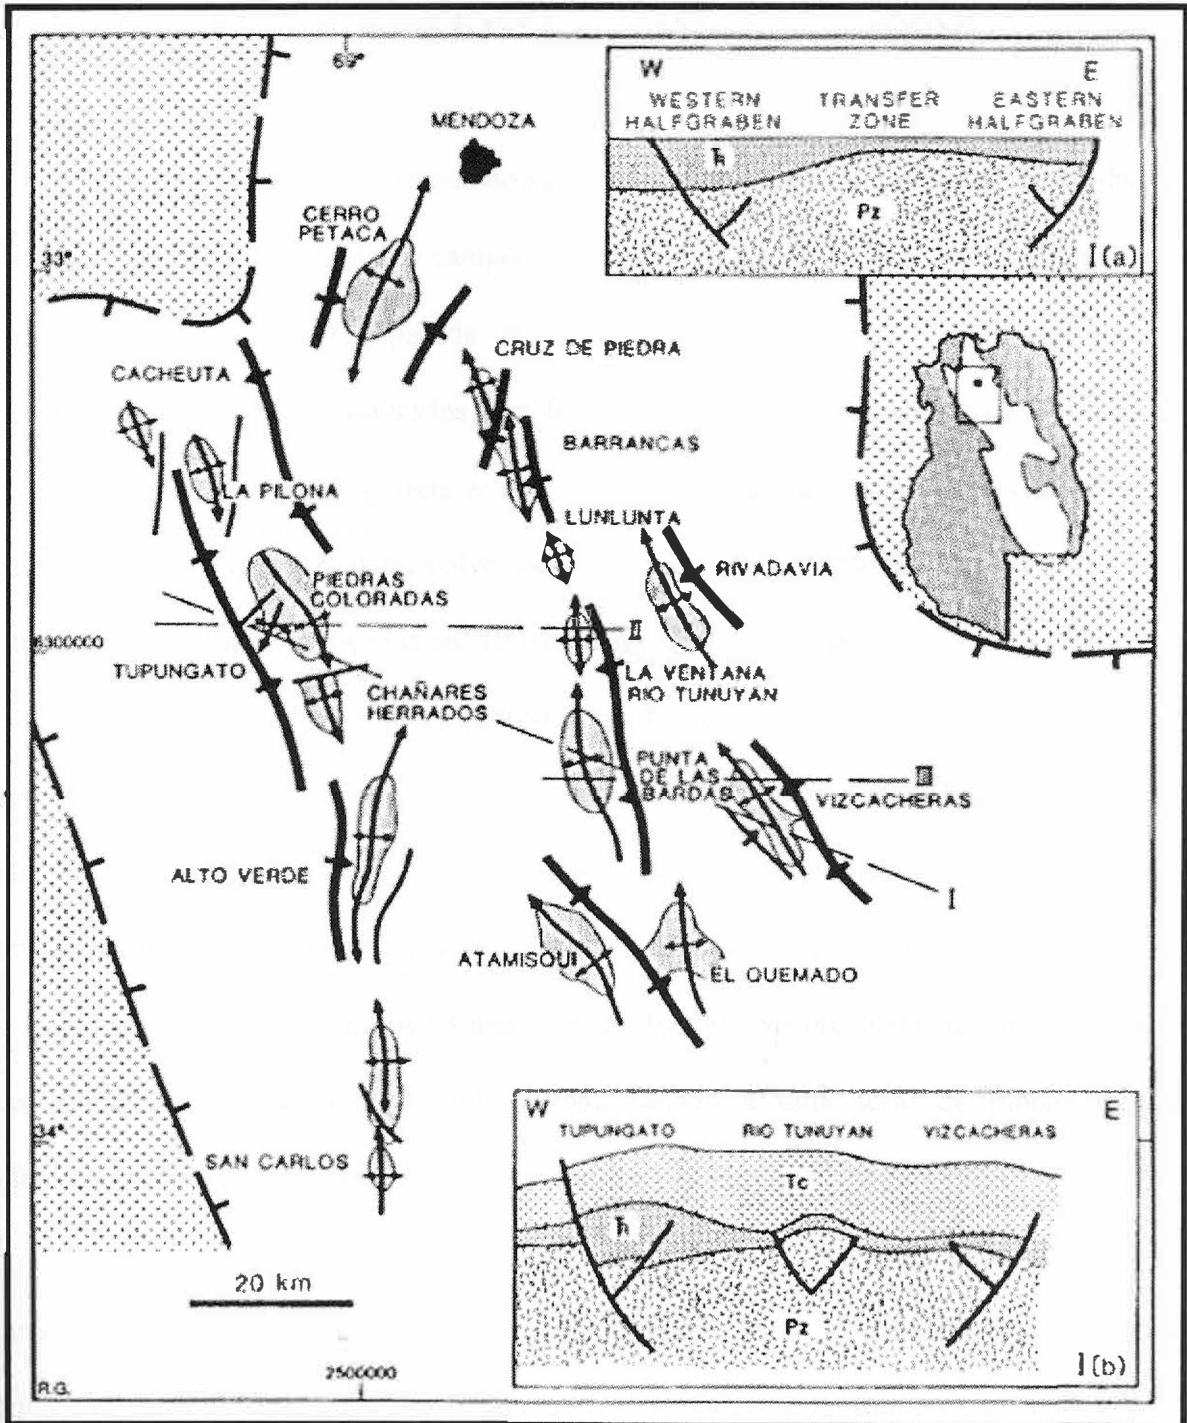 69°
MENDOZA
CERRO
PETACA
33°
CACHEUTA
CRUZ DE PIEDRA
BARRANCAS
LA PILONA
LUNLUNTA
RIVADAVIA
PIEDRAS
COLORADAS
6300000
II
TUPUNGATO
LA VENTANA
RIO TUNUYAN
CHAÑARES
HERRADOS
PUNTA
DE LAS
BARDAS
III
VIZCACHERAS
I
ALTO VERDE
ATAMISQUI
EL QUEMADO
34°
SAN CARLOS
20 km
2500000
R.G.
W E
WESTERN TRANSFER EASTERN
HALFGRABEN ZONE HALFGRABEN
Pz
I(a)
W E
TUPUNGATO RIO TUNUYAN VIZCACHERAS
Tc
Pz
I(b)